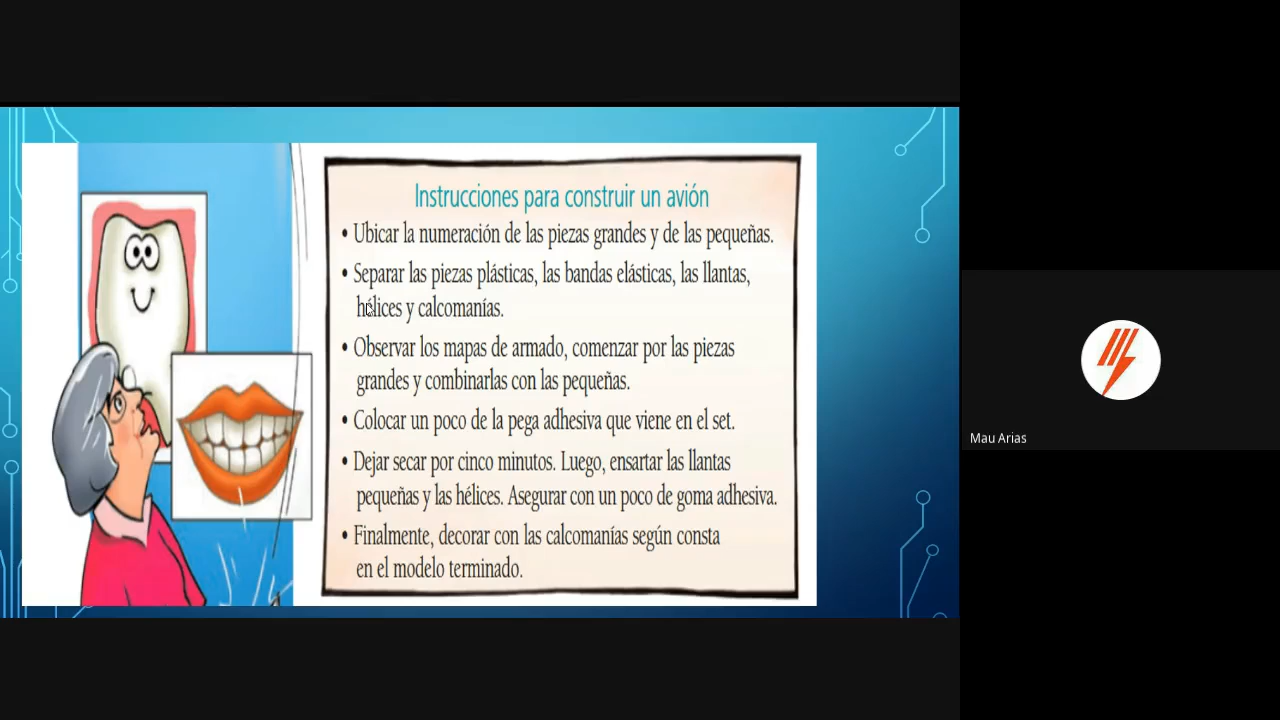 Instrucciones para construir un avión
• Ubicar la numeración de las piezas grandes y de las pequeñas.
• Separar las piezas plásticas, las bandas elásticas, las llantas,
hélices y calcomanías.
• Observar los mapas de armado, comenzar por las piezas
grandes y combinarlas con las pequeñas.
• Colocar un poco de la pega adhesiva que viene en el set.
• Dejar secar por cinco minutos. Luego, ensartar las llantas
pequeñas y las hélices. Asegurar con un poco de goma adhesiva.
• Finalmente, decorar con las calcomanías según consta
en el modelo terminado.
Mau Arias